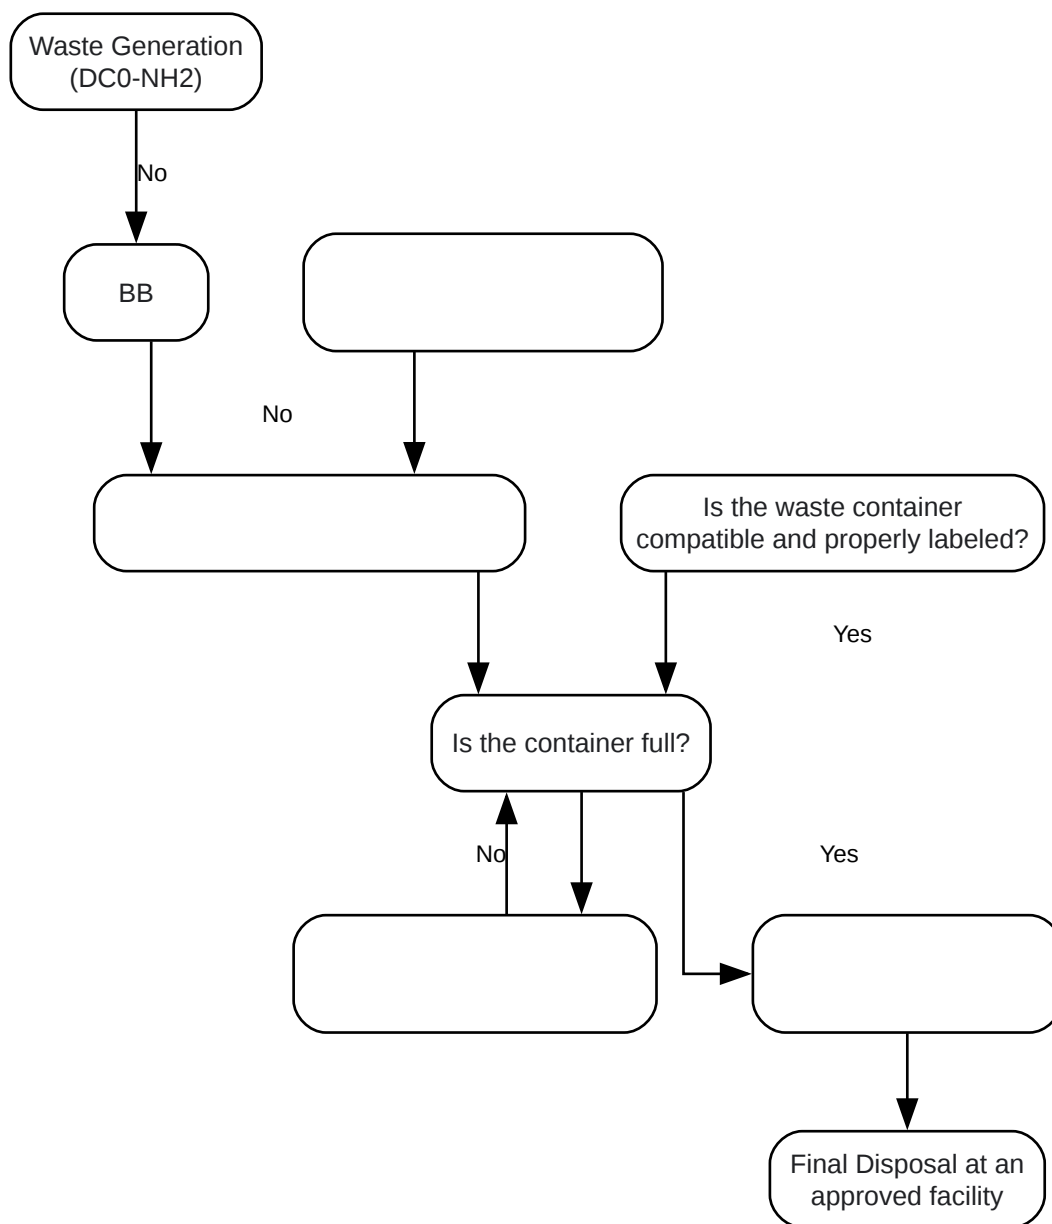 Waste Generation
(DC0-NH2)
No
BB
No
Is the waste container
compatible and properly labeled?
Yes
Is the container full?
No
Yes
Final Disposal at an
approved facility